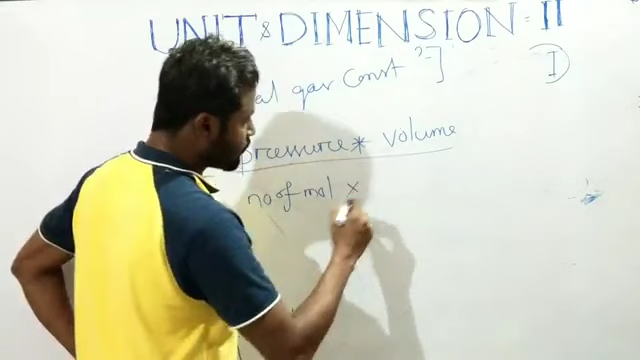 UNIT & DIMENSION - II
al gas Const ?-]
I
pressure * volume
no of mol ×